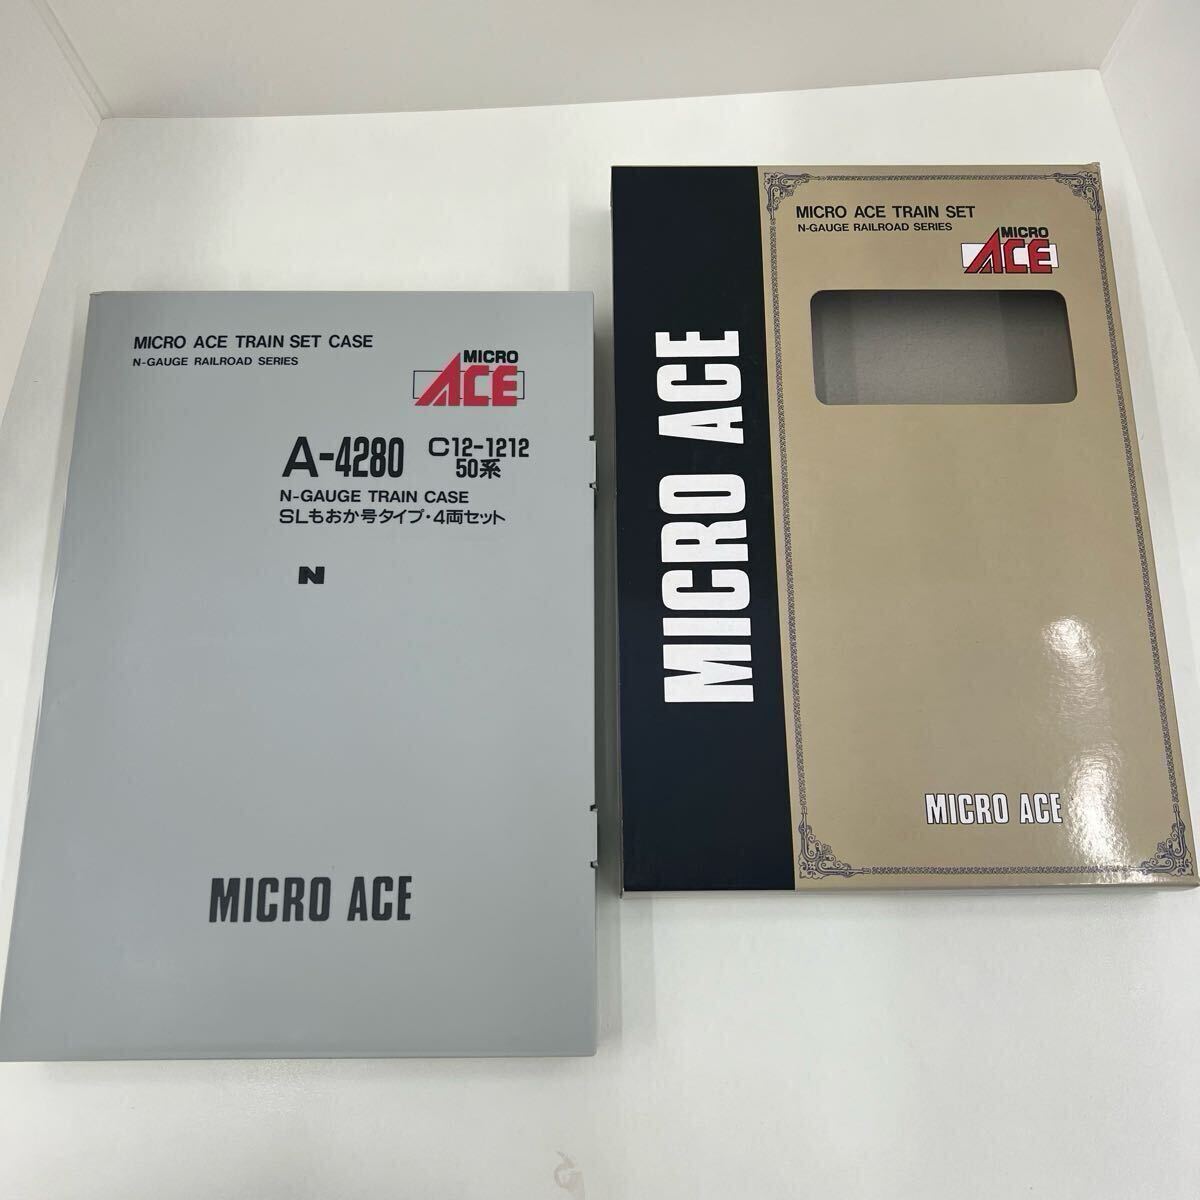 MICRO ACE TRAIN SET CASE
N-GAUGE RAILROAD SERIES
MICRO
ACE
A-4280
C12-1212
50系
N-GAUGE TRAIN CASE
SLもおか号タイプ・4両セット
N
MICRO ACE
MICRO ACE
MICRO ACE TRAIN SET
N-GAUGE RAILROAD SERIES
MICRO
ACE
MICRO ACE